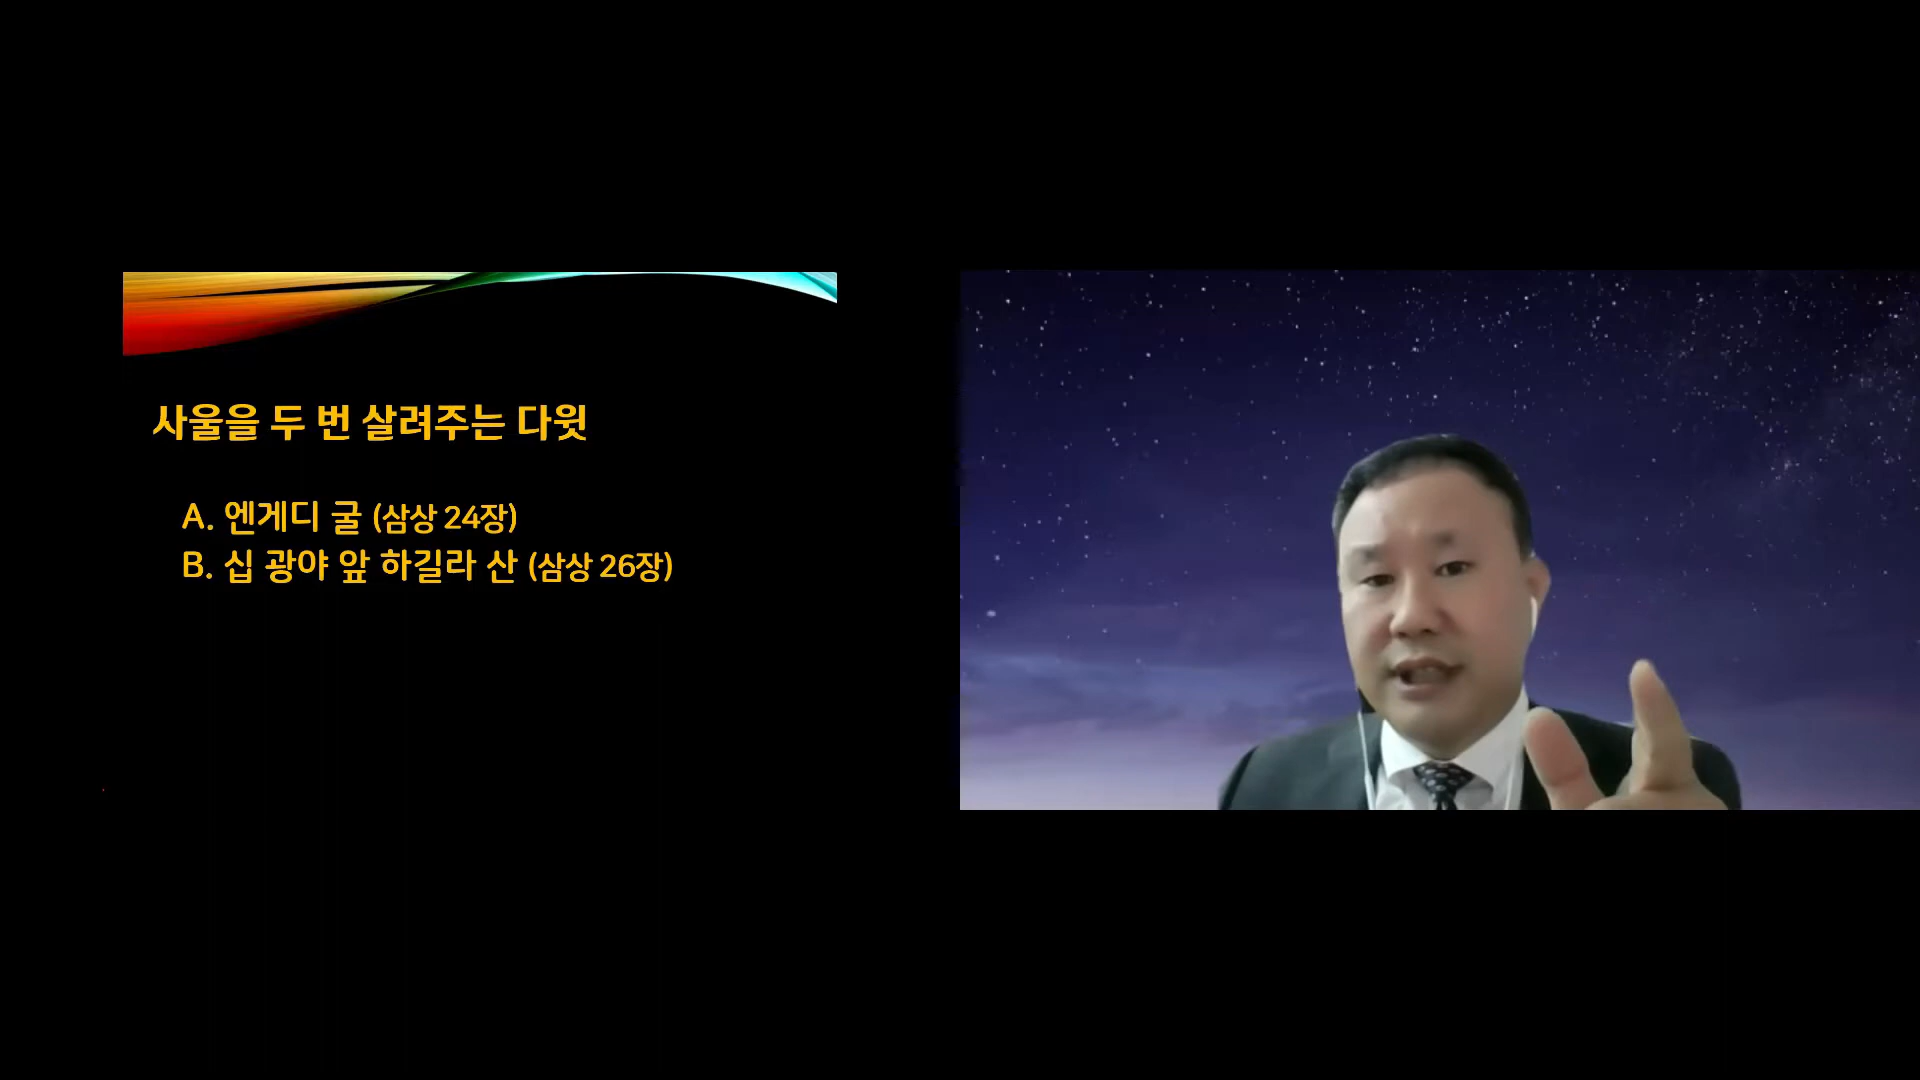 사울을 두 번 살려주는 다윗
A. 엔게디 굴 (삼상 24장)
B. 십 광야 앞 하길라 산 (삼상 26장)